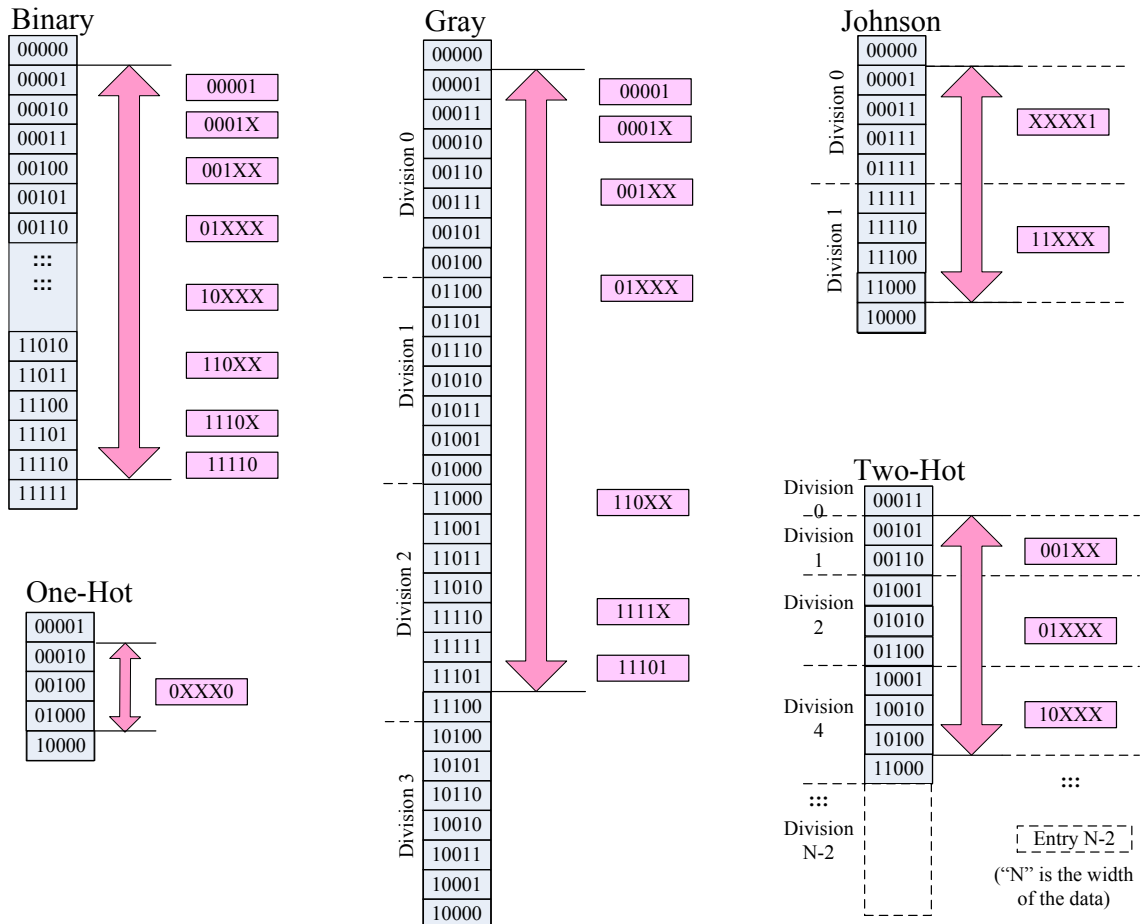 Binary
00000
00001
00010
00011
00100
00101
00110
:::
:::
11010
11011
11100
11101
11110
11111
00001
0001X
001XX
01XXX
10XXX
110XX
1110X
11110
One-Hot
00001
00010
00100
01000
10000
0XXX0
Gray
Division 0
00000
00001
00011
00010
00110
00111
00101
00100
Division 1
01100
01101
01110
01010
01011
01001
01000
Division 2
11000
11001
11011
11010
11110
11111
11101
11100
Division 3
10100
10101
10110
10010
10011
10001
10000
00001
0001X
001XX
01XXX
110XX
1111X
11101
Johnson
Division 0
00000
00001
00011
00111
01111
Division 1
11111
11110
11100
11000
10000
XXXX1
11XXX
Two-Hot
Division
0
00011
Division
1
00101
00110
Division
2
01001
01010
01100
Division
4
10001
10010
10100
11000
:::
Division
N-2
001XX
01XXX
10XXX
:::
Entry N-2
(“N” is the width
of the data)